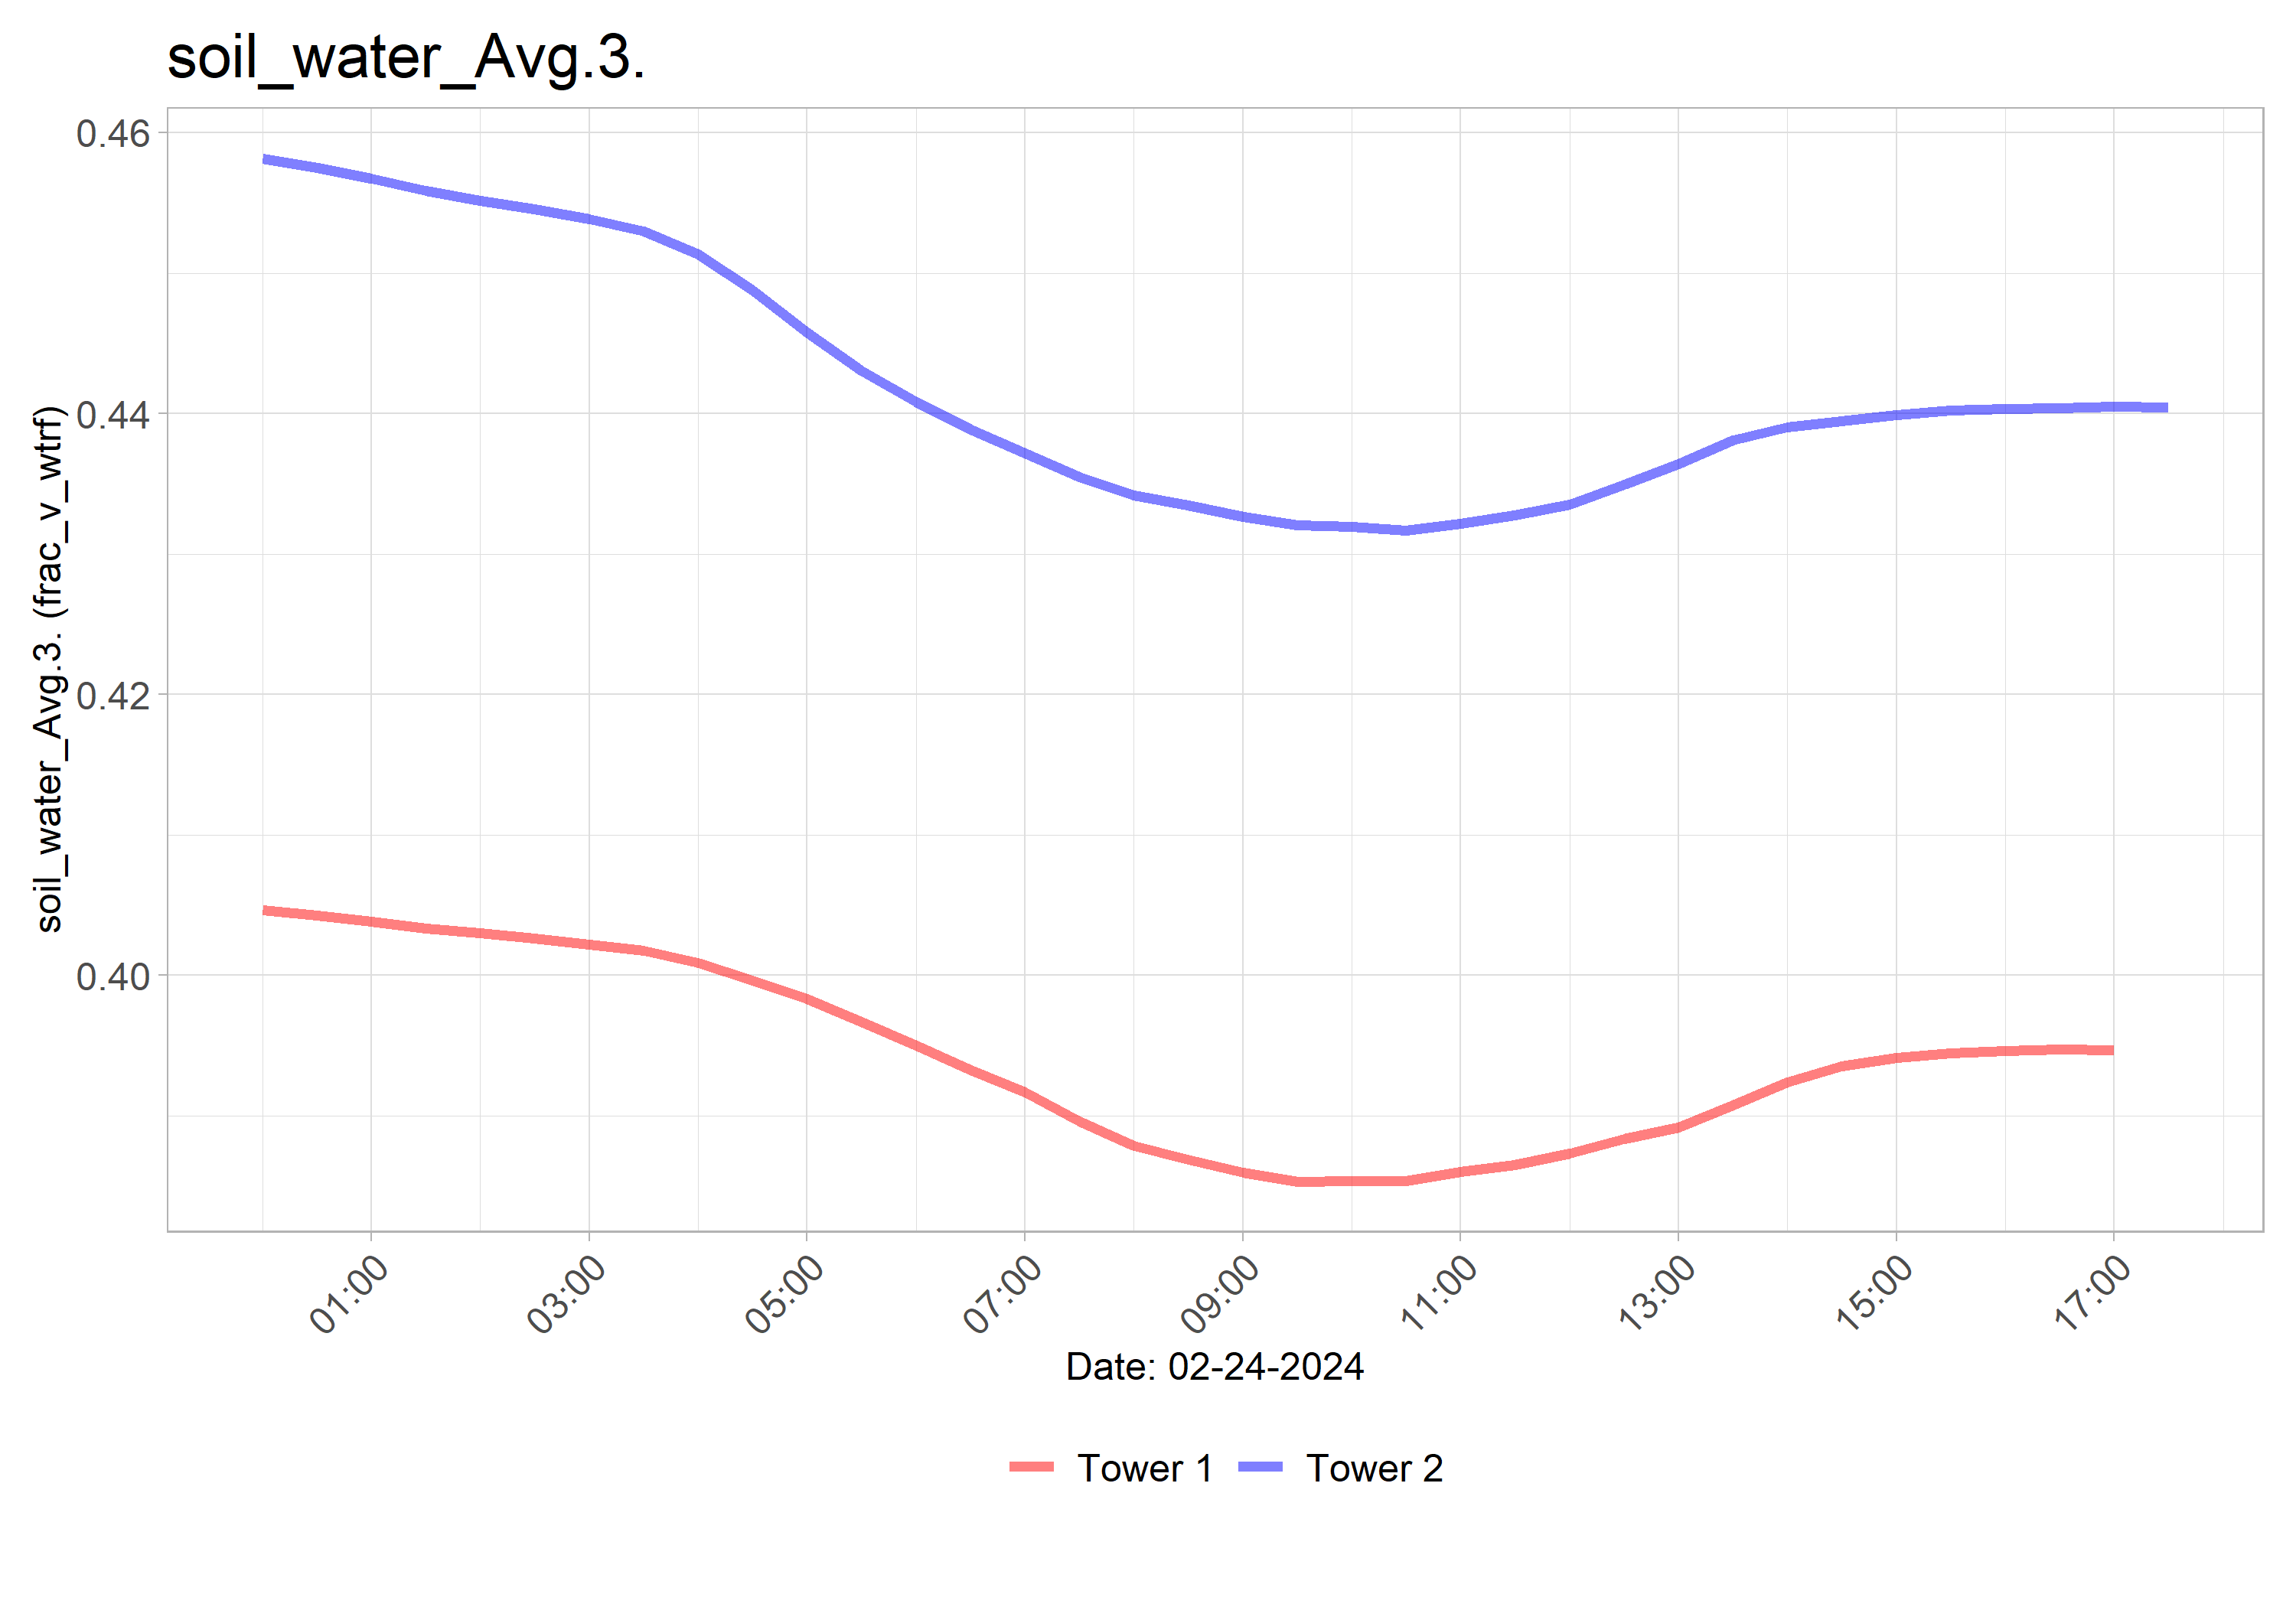 soil_water_Avg.3.
soil_water_Avg.3. (frac_v_wtrf)
0.46
0.44
0.42
0.40
01:00
03:00
05:00
07:00
09:00
11:00
13:00
15:00
17:00
Date: 02-24-2024
Tower 1
Tower 2